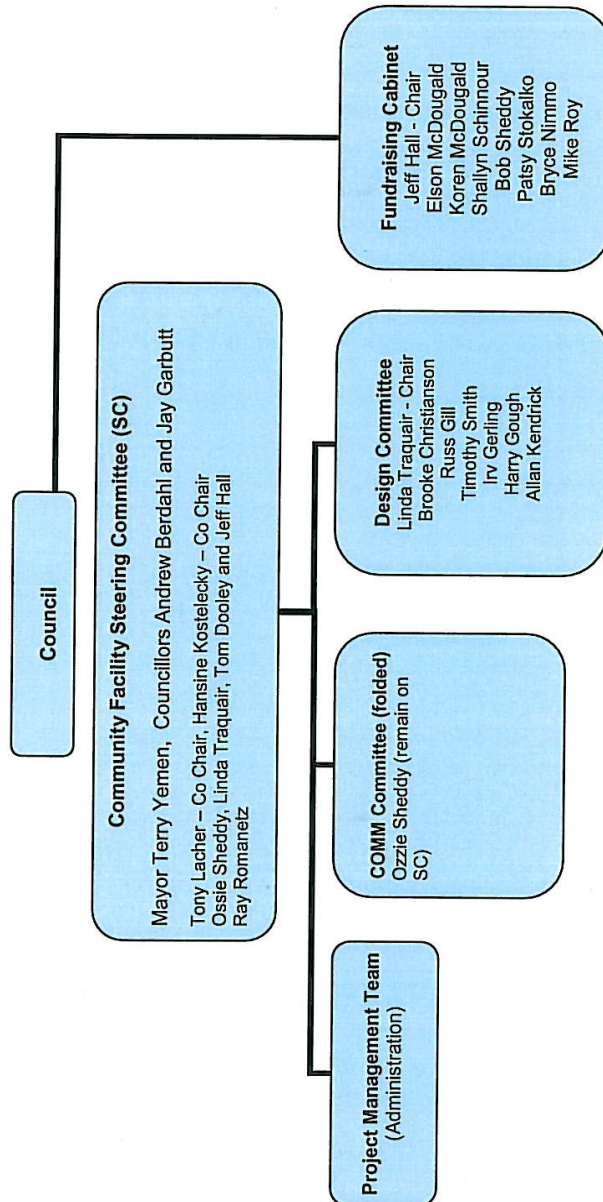 Council
Community Facility Steering Committee (SC)
Mayor Terry Yemen, Councillors Andrew Berdahl and Jay Garbutt
Tony Lacher – Co Chair, Hansine Kostelecky – Co Chair
Ossie Sheddy, Linda Traquair, Tom Dooley and Jeff Hall
Ray Romanetz
Project Management Team
(Administration)
COMM Committee (folded)
Ozzie Sheddy (remain on
SC)
Design Committee
Linda Traquair - Chair
Brooke Christianson
Russ Gill
Timothy Smith
Irv Gerling
Harry Gough
Allan Kendrick
Fundraising Cabinet
Jeff Hall - Chair
Elson McDougald
Koren McDougald
Shallyn Schinnour
Bob Sheddy
Patsy Stokalko
Bryce Nimmo
Mike Roy